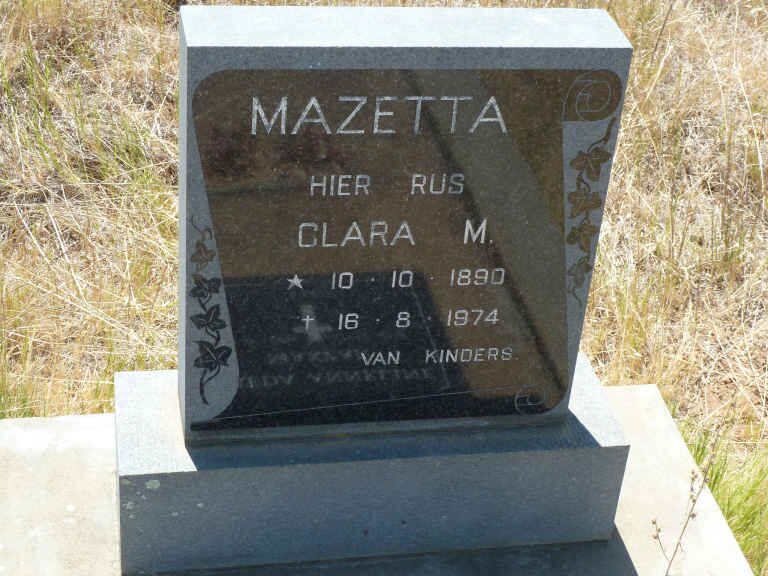 MAZETTA
HIER RUS
CLARA M.
★ 10 · 10 · 1890
† 16 · 8 · 1974
VAN KINDERS.